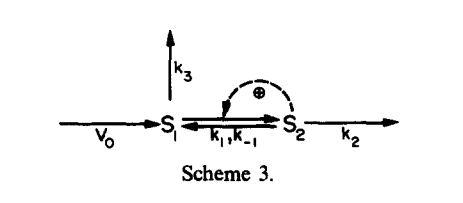 k₃
⊕
V₀ S₁ k₁,k₋₁ S₂ k₂
Scheme 3.